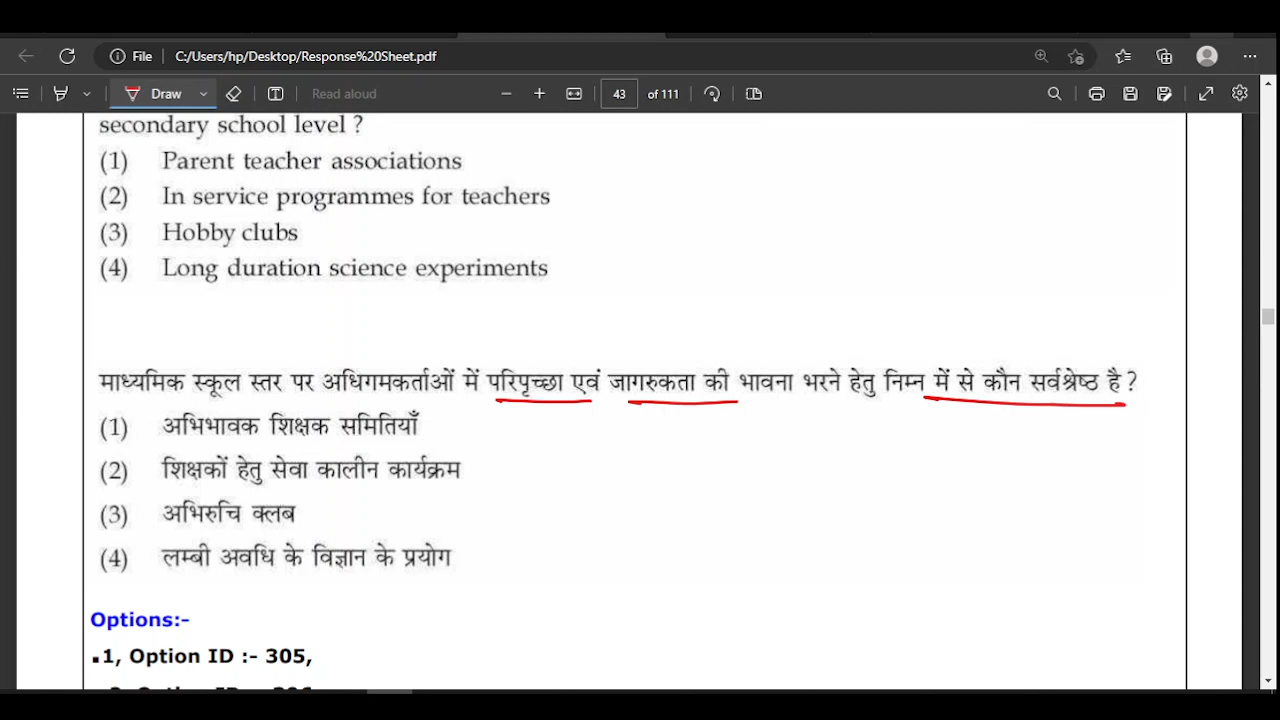 File | C:/Users/hp/Desktop/Response%20Sheet.pdf
Draw Read aloud 43 of 111
secondary school level ?
(1) Parent teacher associations
(2) In service programmes for teachers
(3) Hobby clubs
(4) Long duration science experiments
माध्यमिक स्कूल स्तर पर अधिगमकर्ताओं में परिपृच्छा एवं जागरुकता की भावना भरने हेतु निम्न में से कौन सर्वश्रेष्ठ है ?
(1) अभिभावक शिक्षक समितियाँ
(2) शिक्षकों हेतु सेवा कालीन कार्यक्रम
(3) अभिरुचि क्लब
(4) लम्बी अवधि के विज्ञान के प्रयोग
Options:-
1, Option ID :- 305,